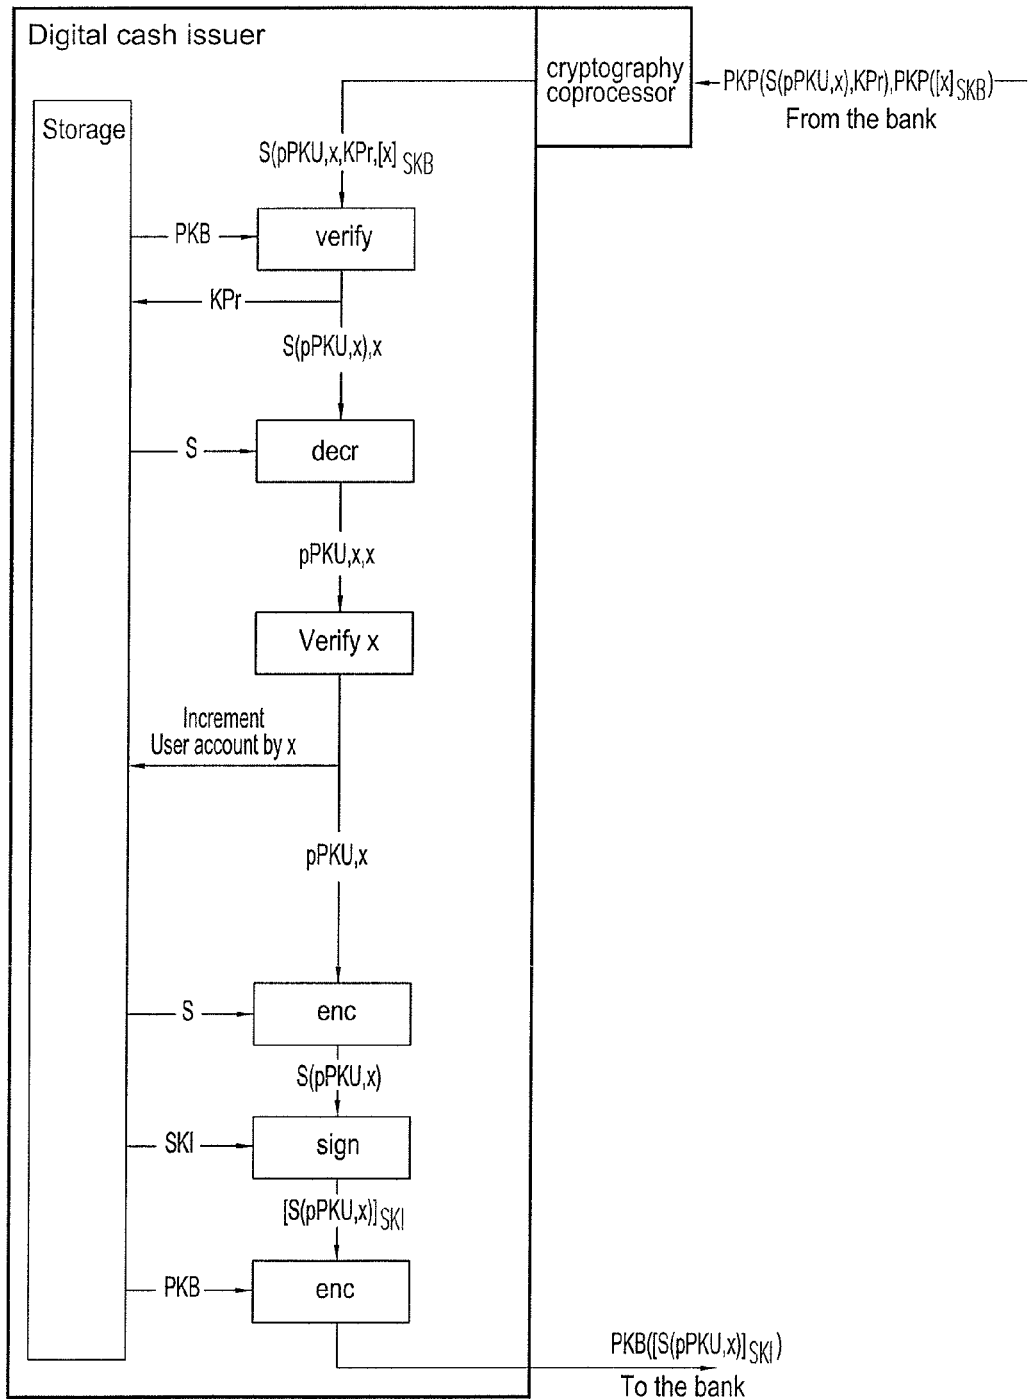 Digital cash issuer
cryptography
coprocessor
PKP(S(pPKU,x),KPr),PKP([x]SKB)
From the bank
Storage
S(pPKU,x,KPr,[x] SKB
PKB
verify
KPr
S(pPKU,x),x
S
decr
pPKU,x,x
Verify x
Increment
User account by x
pPKU,x
S
enc
S(pPKU,x)
SKI
sign
[S(pPKU,x)]SKI
PKB
enc
PKB([S(pPKU,x)]SKI)
To the bank